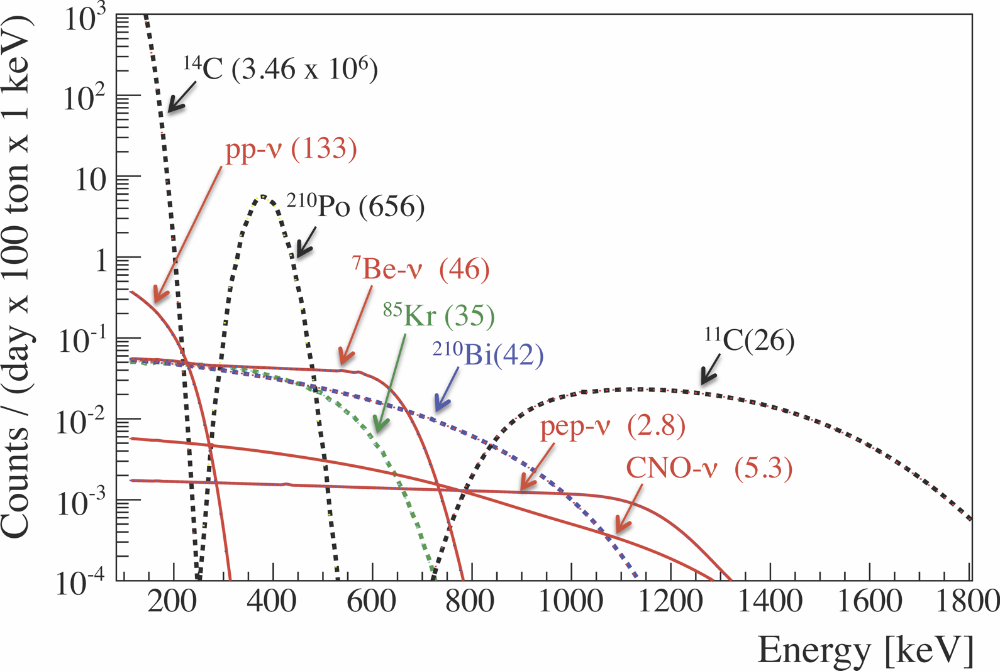 Counts / (day x 100 ton x 1 keV)
10³
10²
10
1
10⁻¹
10⁻²
10⁻³
10⁻⁴
¹⁴C (3.46 x 10⁶)
pp-ν (133)
²¹⁰Po (656)
⁷Be-ν (46)
⁸⁵Kr (35)
²¹⁰Bi(42)
¹¹C(26)
pep-ν (2.8)
CNO-ν (5.3)
200 400 600 800 1000 1200 1400 1600 1800
Energy [keV]